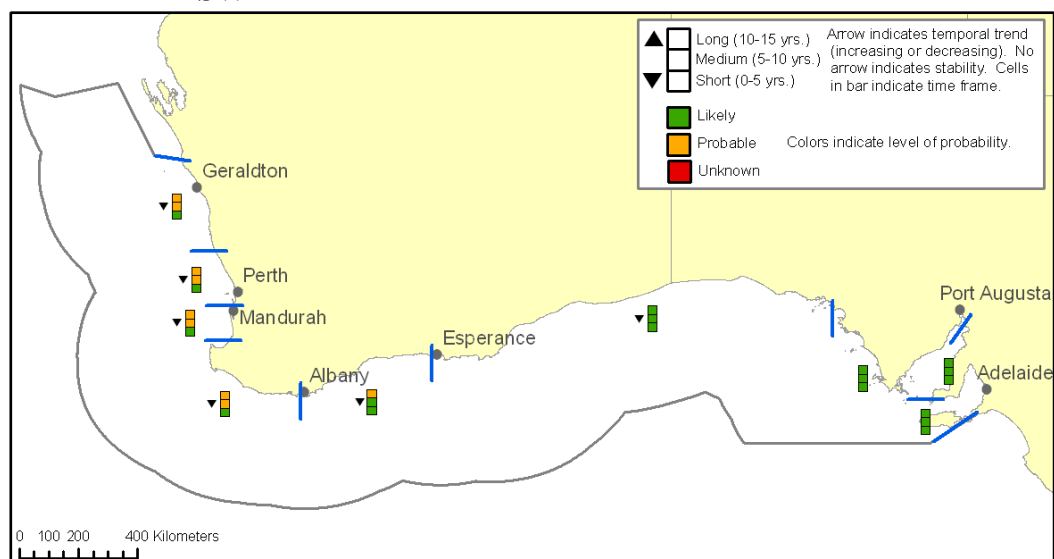 Long (10-15 yrs.)
Medium (5-10 yrs.)
Short (0-5 yrs.)
Arrow indicates temporal trend
(increasing or decreasing). No
arrow indicates stability. Cells
in bar indicate time frame.
Likely
Probable
Unknown
Colors indicate level of probability.
Geraldton
Perth
Mandurah
Albany
Esperance
Port Augusta
Adelaide
0 100 200 400 Kilometers